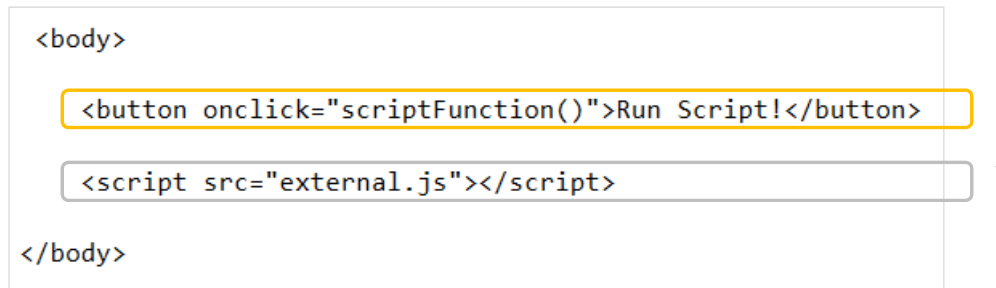 <body>
<button onclick="scriptFunction()">Run Script!</button>
<script src="external.js"></script>
</body>